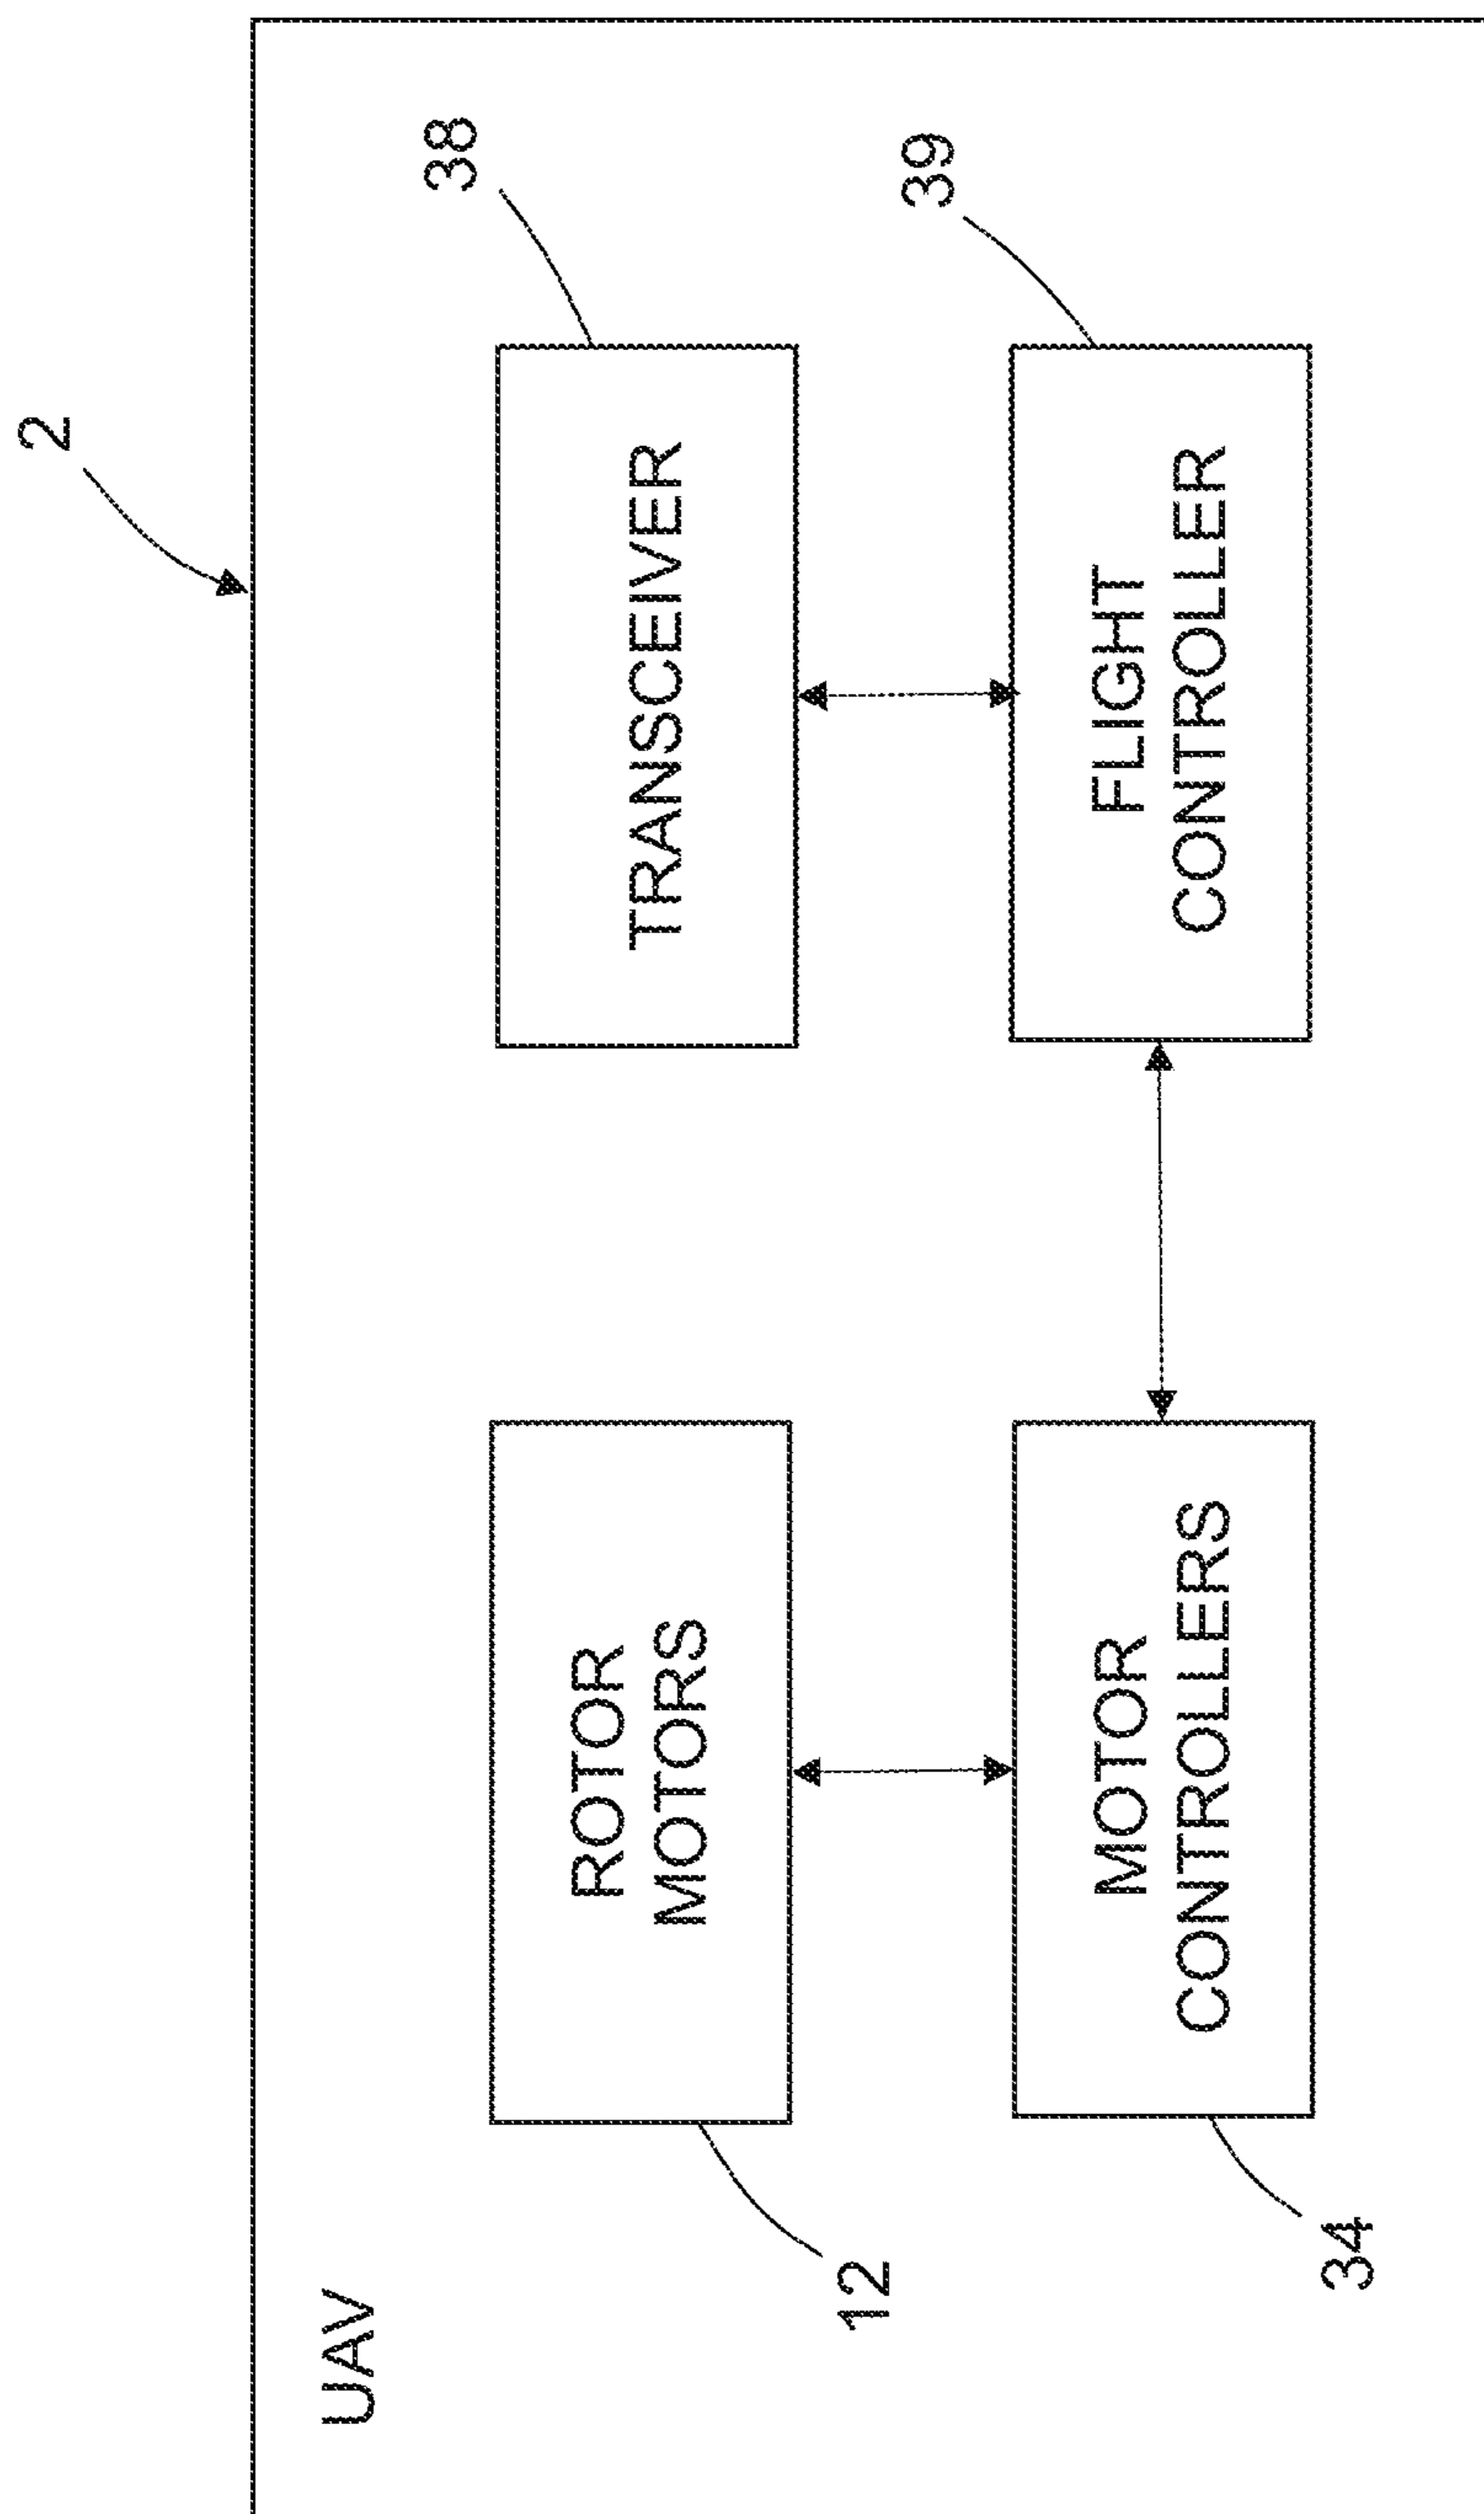 2
UAV
12
ROTOR
MOTORS
TRANSCEIVER
38
34
MOTOR
CONTROLLERS
FLIGHT
CONTROLLER
39